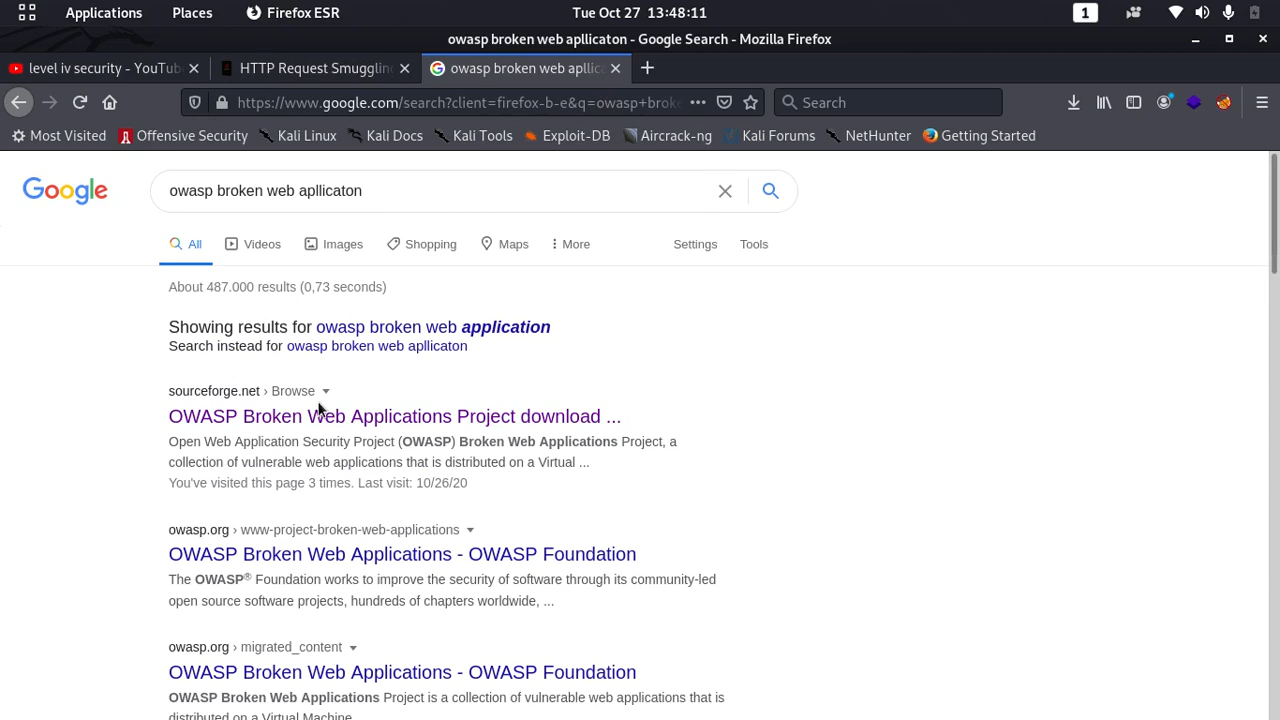 Applications Places Firefox ESR Tue Oct 27 13:48:11 1
owasp broken web apllicaton - Google Search - Mozilla Firefox
level iv security - YouTub HTTP Request Smuggling owasp broken web apllica
https://www.google.com/search?client=firefox-b-e&q=owasp+broke Search
Most Visited Offensive Security Kali Linux Kali Docs Kali Tools Exploit-DB Aircrack-ng Kali Forums NetHunter Getting Started
Google owasp broken web apllicaton
All Videos Images Shopping Maps More Settings Tools
About 487.000 results (0,73 seconds)
Showing results for owasp broken web application
Search instead for owasp broken web apllicaton
sourceforge.net › Browse
OWASP Broken Web Applications Project download ...
Open Web Application Security Project (OWASP) Broken Web Applications Project, a
collection of vulnerable web applications that is distributed on a Virtual ...
You've visited this page 3 times. Last visit: 10/26/20
owasp.org › www-project-broken-web-applications
OWASP Broken Web Applications - OWASP Foundation
The OWASP® Foundation works to improve the security of software through its community-led
open source software projects, hundreds of chapters worldwide, ...
owasp.org › migrated_content
OWASP Broken Web Applications - OWASP Foundation
OWASP Broken Web Applications Project is a collection of vulnerable web applications that is
distributed on a Virtual Machine